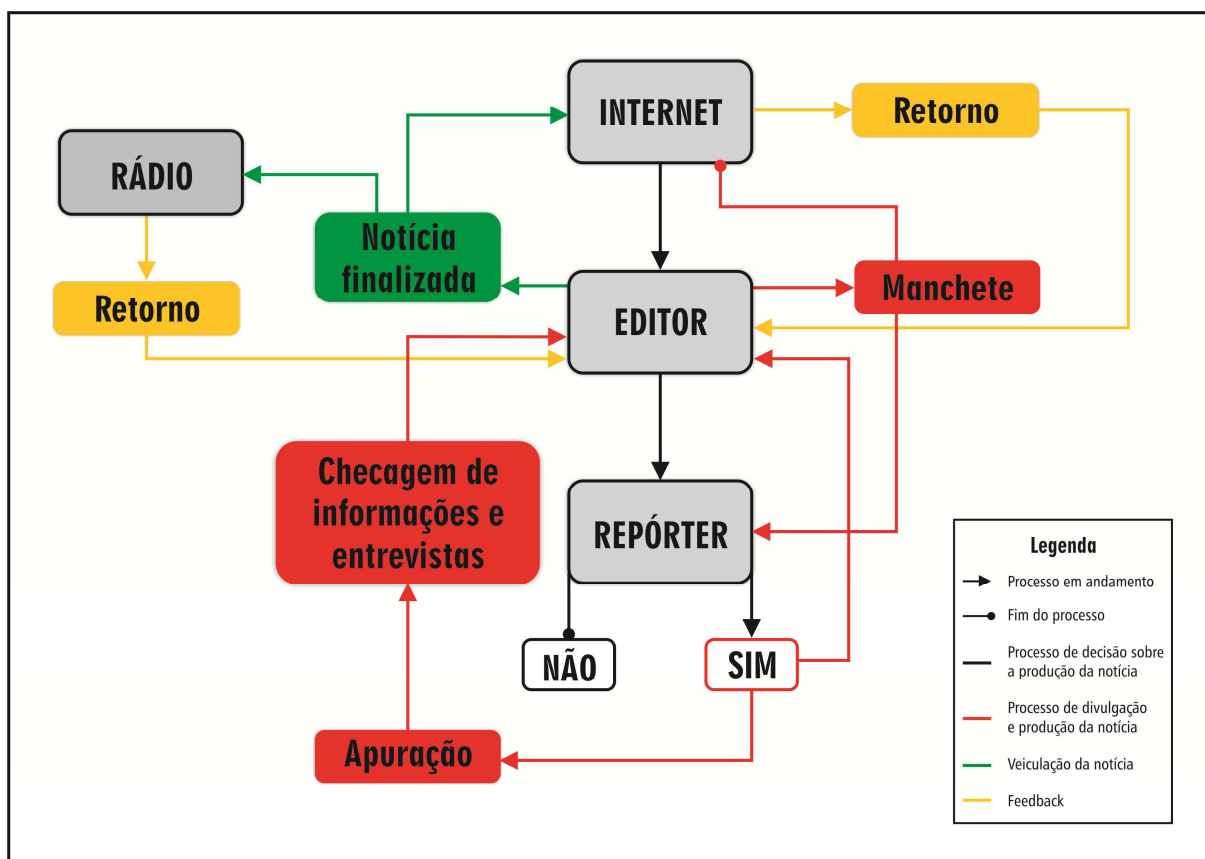 INTERNET
Retorno
RÁDIO
Notícia
finalizada
Retorno
EDITOR
Manchete
Checagem de
informações e
entrevistas
REPÓRTER
NÃO
SIM
Apuração
Legenda
Processo em andamento
Fim do processo
Processo de decisão sobre
a produção da notícia
Processo de divulgação
e produção da notícia
Veiculação da notícia
Feedback